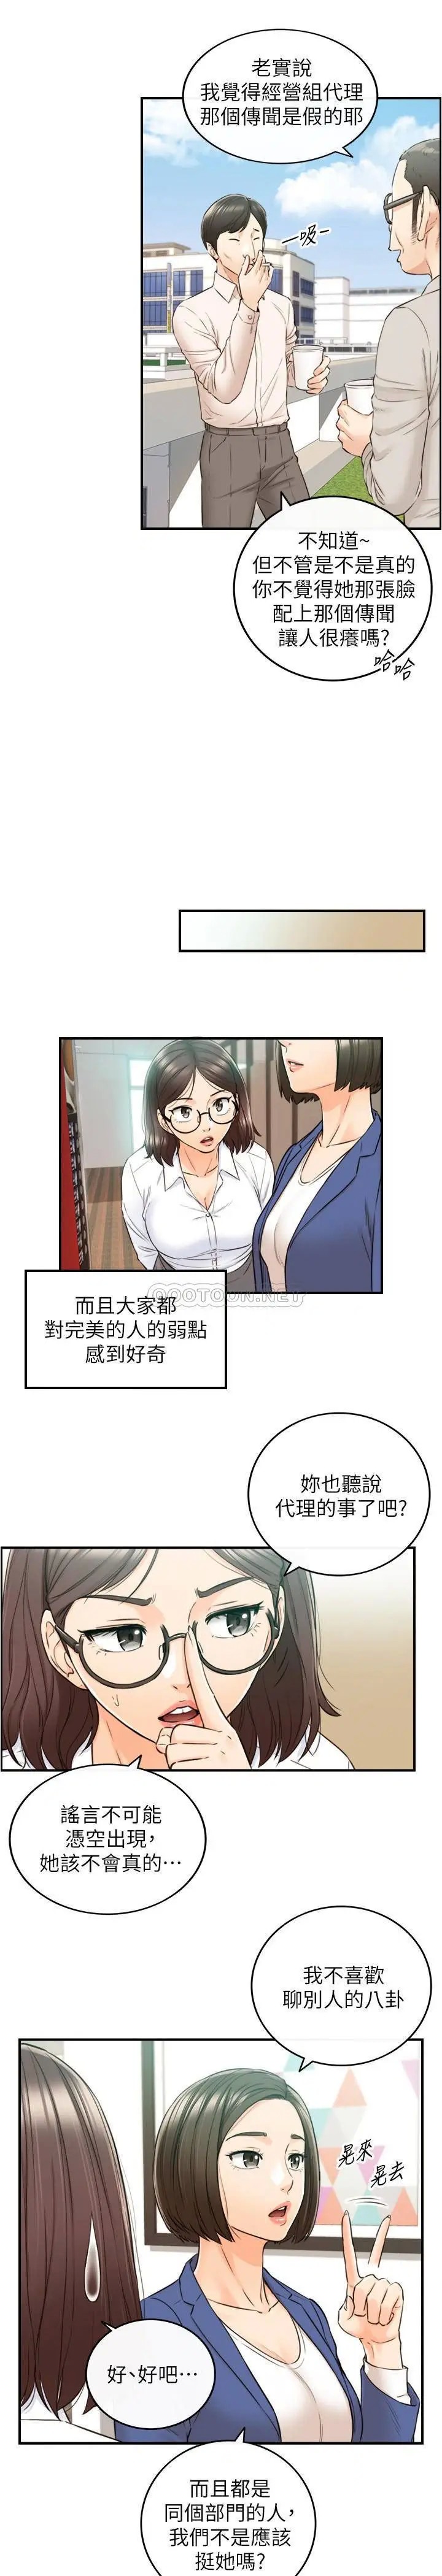 老實說
我覺得經營組代理
那個傳聞是假的耶
一吸一
不知道~
但不管是不是真的
你不覺得她那張臉
配上那個傳聞
讓人很癢嗎?
哈哈
而且大家都
對完美的人的弱點
感到好奇
妳也聽說
代理的事了吧?
謠言不可能
憑空出現,
她該不會真的…
我不喜歡
聊別人的八卦
晃來
晃去
好、好吧…
而且都是
同個部門的人,
我們不是應該
挺她嗎?